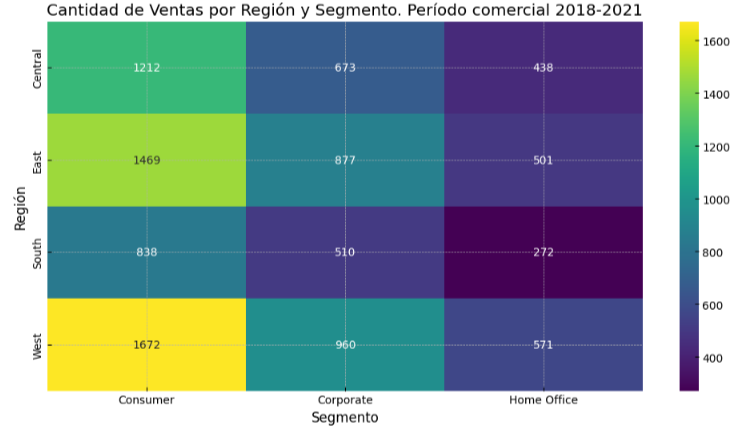 Cantidad de Ventas por Región y Segmento. Período comercial 2018-2021
Central
1212
673
438
East
1469
877
501
South
838
510
272
West
1672
960
571
Región
Consumer
Corporate
Home Office
Segmento
1600
1400
1200
1000
800
600
400